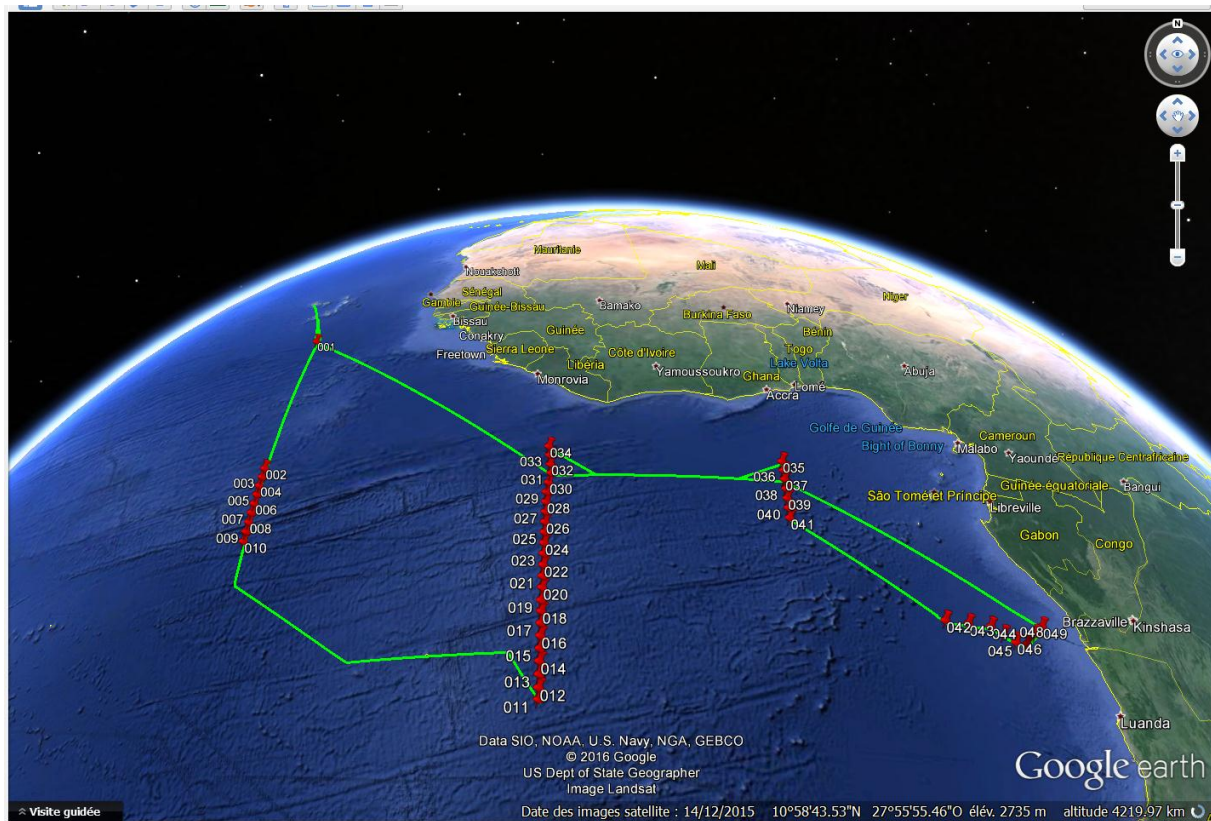 N
Mauritanie
Nouakchott
Mali
Niger
Sénégal
Gambie
Guinée-Bissau
Bamako
Niamey
Bissau
Burkina Faso
Conakry
Guinée
Bénin
001
Freetown
Sierra Leone
Côte d'Ivoire
Togo
Libéria
Lake Volta
Monrovia
Yamoussoukro
Ghana
Abuja
Accra
Lomé
Golfe de Guinée
Cameroun
Bight of Bonny
Malabo
034
Yaoundé
République Centrafricaine
033
032
035
002
036
031
037
Guinée équatoriale
Bangui
003
004
030
038
São Tomé et Príncipe
005
029
039
Libreville
006
028
040
007
027
041
008
026
Gabon
009
025
Congo
010
024
023
022
021
020
019
018
Brazzaville
Kinshasa
017
042
043
044
048
049
016
045
046
015
014
013
012
011
Luanda
Data SIO, NOAA, U.S. Navy, NGA, GEBCO
© 2016 Google
US Dept of State Geographer
Image Landsat
Google earth
Visite guidée
Date des images satellite : 14/12/2015 10°58'43.53"N 27°55'55.46"O élév. 2735 m altitude 4219.97 km